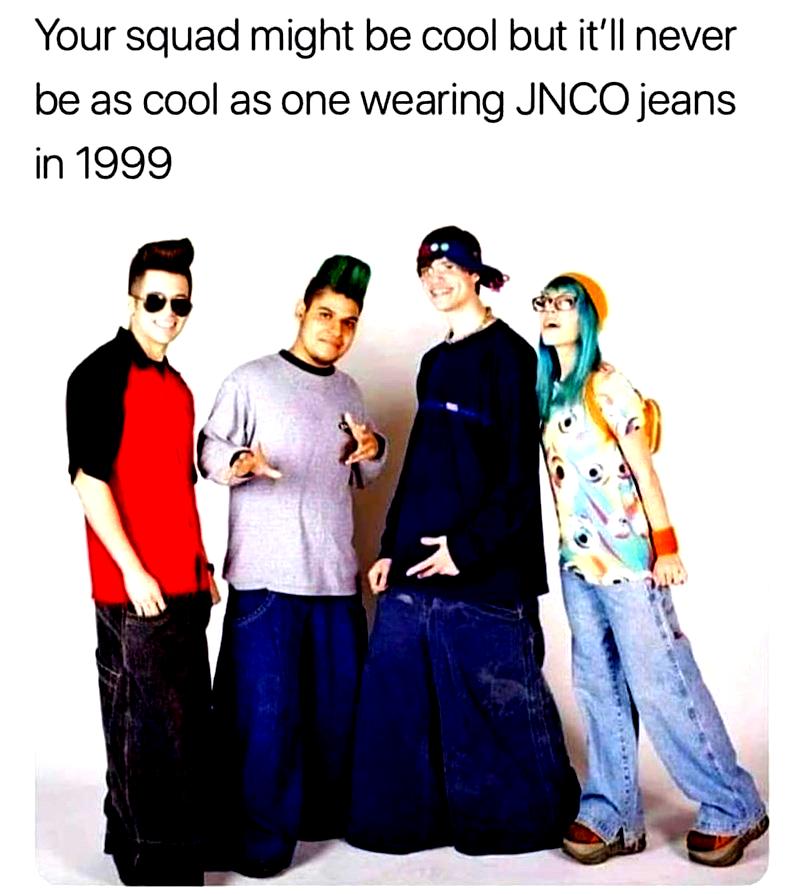 Your squad might be cool but it'll never
be as cool as one wearing JNCO jeans
in 1999